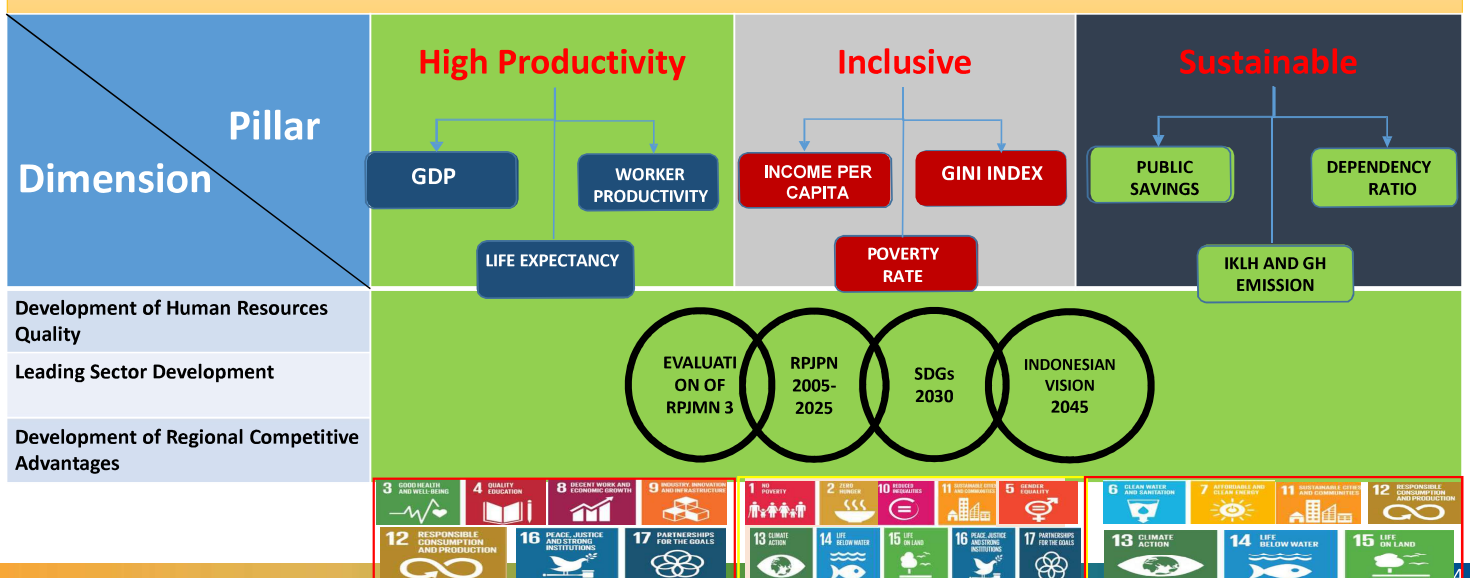 Pillar
Dimension
High Productivity
GDP
WORKER
PRODUCTIVITY
LIFE EXPECTANCY
Inclusive
INCOME PER
CAPITA
GINI INDEX
POVERTY
RATE
Sustainable
PUBLIC
SAVINGS
DEPENDENCY
RATIO
IKLH AND GH
EMISSION
Development of Human Resources
Quality
Leading Sector Development
Development of Regional Competitive
Advantages
EVALUATI
ON OF
RPJMN 3
RPJPN
2005-
2025
SDGs
2030
INDONESIAN
VISION
2045
3 GOOD HEALTH
AND WELL-BEING
4 QUALITY
EDUCATION
8 DECENT WORK AND
ECONOMIC GROWTH
9 INDUSTRY, INNOVATION
AND INFRASTRUCTURE
12 RESPONSIBLE
CONSUMPTION
AND PRODUCTION
16 PEACE, JUSTICE
AND STRONG
INSTITUTIONS
17 PARTNERSHIPS
FOR THE GOALS
1 NO
POVERTY
2 ZERO
HUNGER
10 REDUCED
INEQUALITIES
11 SUSTAINABLE CITIES
AND COMMUNITIES
5 GENDER
EQUALITY
13 CLIMATE
ACTION
14 LIFE
BELOW WATER
15 LIFE
ON LAND
16 PEACE, JUSTICE
AND STRONG
INSTITUTIONS
17 PARTNERSHIPS
FOR THE GOALS
6 CLEAN WATER
AND SANITATION
7 AFFORDABLE AND
CLEAN ENERGY
11 SUSTAINABLE CITIES
AND COMMUNITIES
12 RESPONSIBLE
CONSUMPTION
AND PRODUCTION
13 CLIMATE
ACTION
14 LIFE
BELOW WATER
15 LIFE
ON LAND